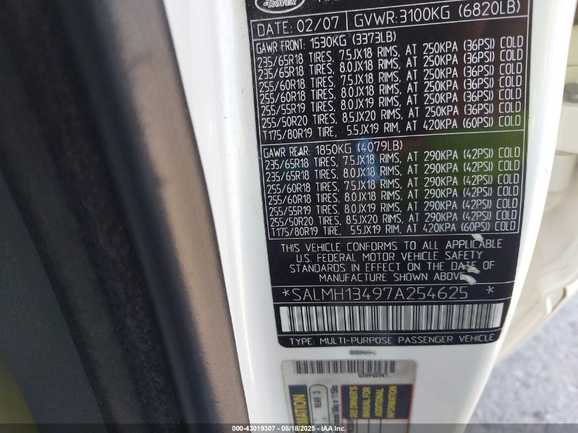 ROVER
DATE: 02/07 GVWR: 3100KG (6820LB)
GAWR FRONT: 1530KG (3373LB)
235/65R18 TIRES, 7.5JX18 RIMS, AT 250KPA (36PSI) COLD
235/65R18 TIRES, 8.0JX18 RIMS, AT 250KPA (36PSI) COLD
255/60R18 TIRES, 7.5JX18 RIMS, AT 250KPA (36PSI) COLD
255/60R18 TIRES, 8.0JX18 RIMS, AT 250KPA (36PSI) COLD
255/55R19 TIRES, 8.0JX19 RIMS, AT 250KPA (36PSI) COLD
255/50R20 TIRES, 8.5JX20 RIMS, AT 250KPA (36PSI) COLD
T175/80R19 TIRE, 5.5JX19 RIM, AT 420KPA (60PSI) COLD
GAWR REAR: 1850KG (4079LB)
235/65R18 TIRES, 7.5JX18 RIMS, AT 290KPA (42PSI) COLD
235/65R18 TIRES, 8.0JX18 RIMS, AT 290KPA (42PSI) COLD
255/60R18 TIRES, 7.5JX18 RIMS, AT 290KPA (42PSI) COLD
255/60R18 TIRES, 8.0JX18 RIMS, AT 290KPA (42PSI) COLD
255/55R19 TIRES, 8.0JX19 RIMS, AT 290KPA (42PSI) COLD
255/50R20 TIRES, 8.5JX20 RIMS, AT 290KPA (42PSI) COLD
T175/80R19 TIRE, 5.5JX19 RIM, AT 420KPA (60PSI) COLD
THIS VEHICLE CONFORMS TO ALL APPLICABLE
U.S. FEDERAL MOTOR VEHICLE SAFETY
STANDARDS IN EFFECT ON THE DATE OF
MANUFACTURE SHOWN ABOVE
*SALMH13497A254625 *
TYPE: MULTI-PURPOSE PASSENGER VEHICLE
000-43019307 - 08/18/2025 - COPYRIGHT IAA, LLC.